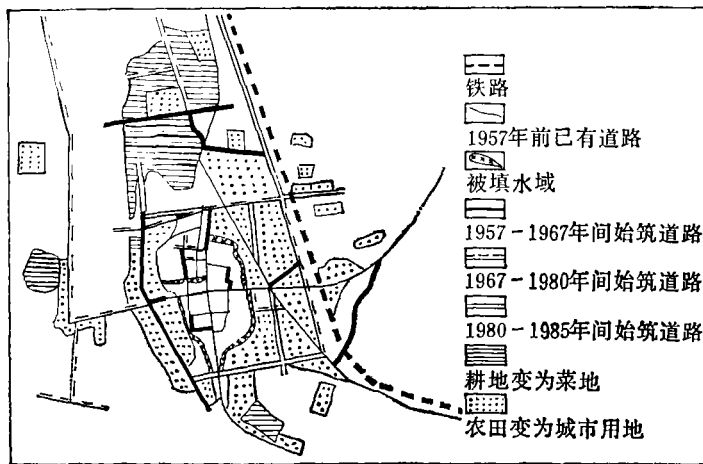 铁路
1957年前已有道路
被填水域
1957-1967年间始筑道路
1967-1980年间始筑道路
1980-1985年间始筑道路
耕地变为菜地
农田变为城市用地